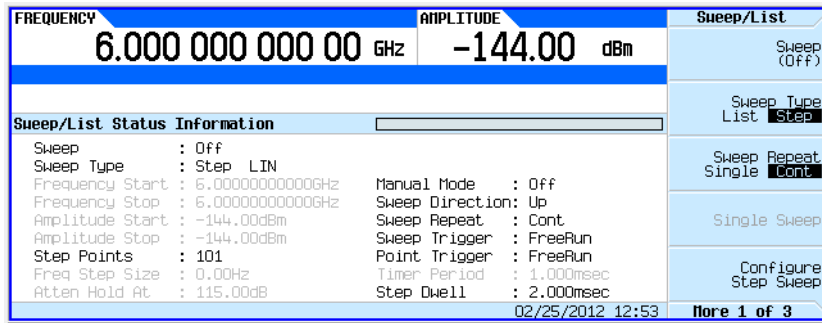 FREQUENCY AMPLITUDE Sweep/List
6.000 000 000 00 GHz -144.00 dBm
Sweep
(Off)
Sweep Type
List Step
Sweep/List Status Information
Sweep : Off
Sweep Type : Step LIN
Sweep Repeat
Single Cont
Frequency Start : 6.00000000000GHz Manual Mode : Off
Frequency Stop : 6.00000000000GHz Sweep Direction: Up
Amplitude Start : -144.00dBm Sweep Repeat : Cont
Single Sweep
Amplitude Stop : -144.00dBm Sweep Trigger : FreeRun
Step Points : 101 Point Trigger : FreeRun
Freq Step Size : 0.00Hz Timer Period : 1.000msec
Configure
Step Sweep
Atten Hold At : 115.00dB Step Dwell : 2.000msec
02/25/2012 12:53 More 1 of 3